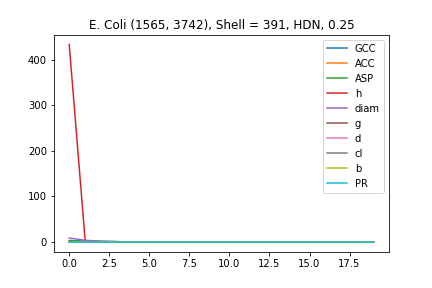 E. Coli (1565, 3742), Shell = 391, HDN, 0.25
400
300
200
100
0
0.0 2.5 5.0 7.5 10.0 12.5 15.0 17.5
GCC
ACC
ASP
h
diam
g
d
cl
b
PR